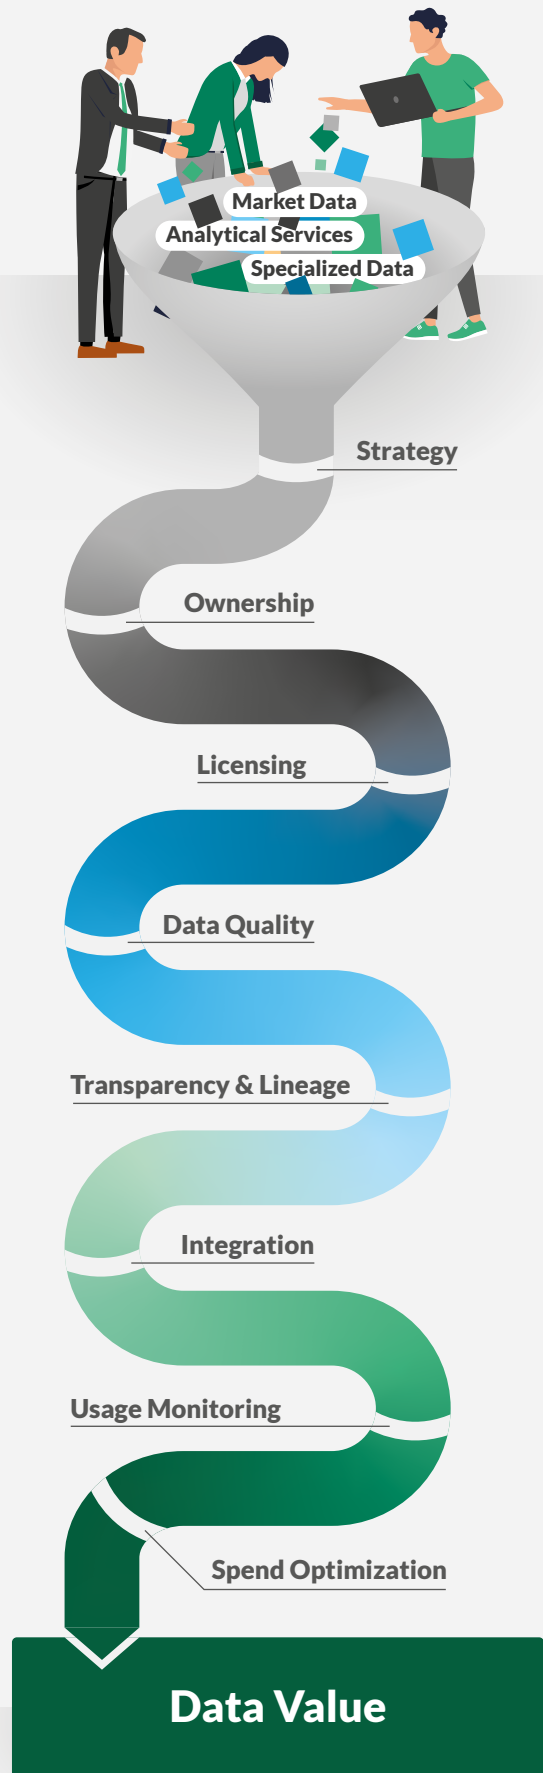 Market Data
Analytical Services
Specialized Data
Strategy
Ownership
Licensing
Data Quality
Transparency & Lineage
Integration
Usage Monitoring
Spend Optimization
Data Value